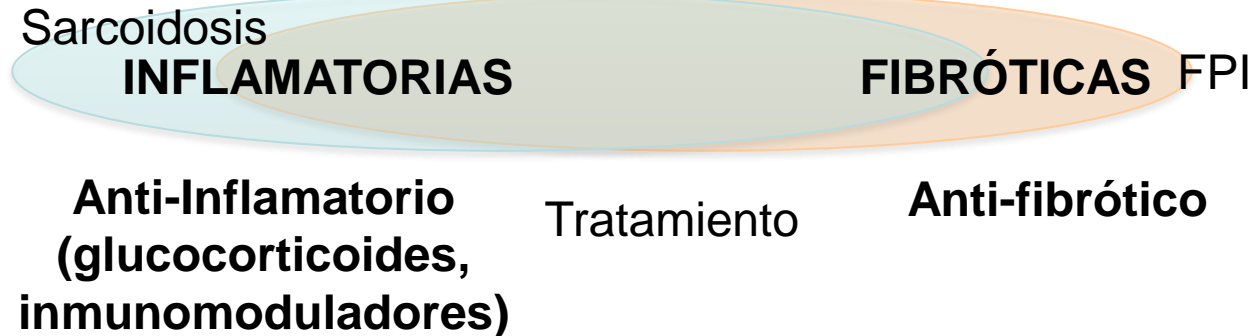 Sarcoidosis
INFLAMATORIAS FIBRÓTICAS FPI
Anti-Inflamatorio
(glucocorticoides,
inmunomoduladores)
Tratamiento
Anti-fibrótico